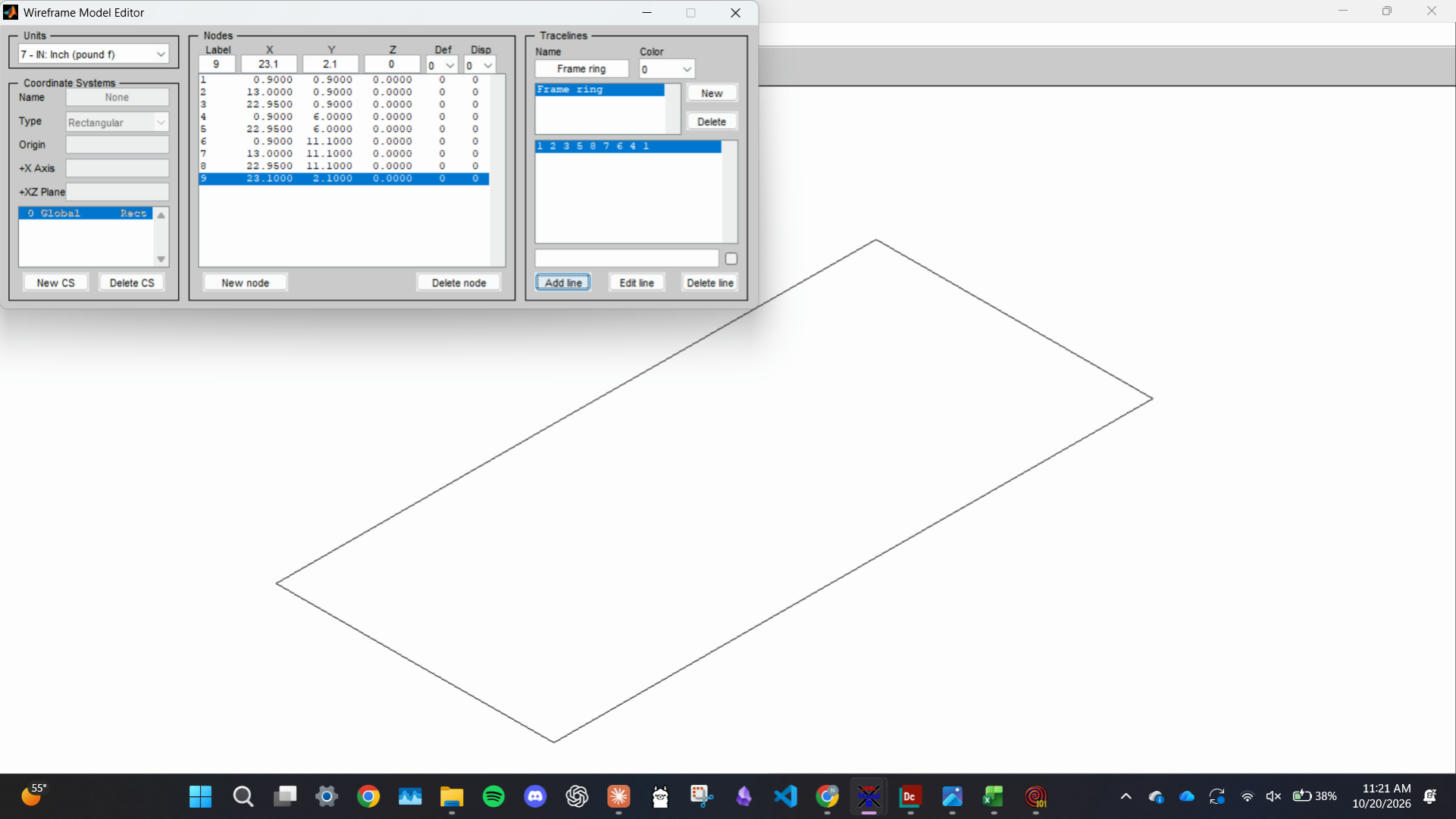 Wireframe Model Editor
Units
7 - IN: Inch (pound f)
Coordinate Systems
Name None
Type Rectangular
Origin
+X Axis
+XZ Plane
0 Global Rect
New CS Delete CS
Nodes
Label X Y Z Def Disp
9 23.1 2.1 0 0 0
1 0.9000 0.9000 0.0000 0 0
2 13.0000 0.9000 0.0000 0 0
3 22.9500 0.9000 0.0000 0 0
4 0.9000 6.0000 0.0000 0 0
5 22.9500 6.0000 0.0000 0 0
6 0.9000 11.1000 0.0000 0 0
7 13.0000 11.1000 0.0000 0 0
8 22.9500 11.1000 0.0000 0 0
9 23.1000 2.1000 0.0000 0 0
New node Delete node
Tracelines
Name Color
Frame ring 0
Frame ring
New
Delete
1 2 3 5 8 7 6 4 1
Add line Edit line Delete line
55°
Dc
101
38%
11:21 AM
10/20/2026